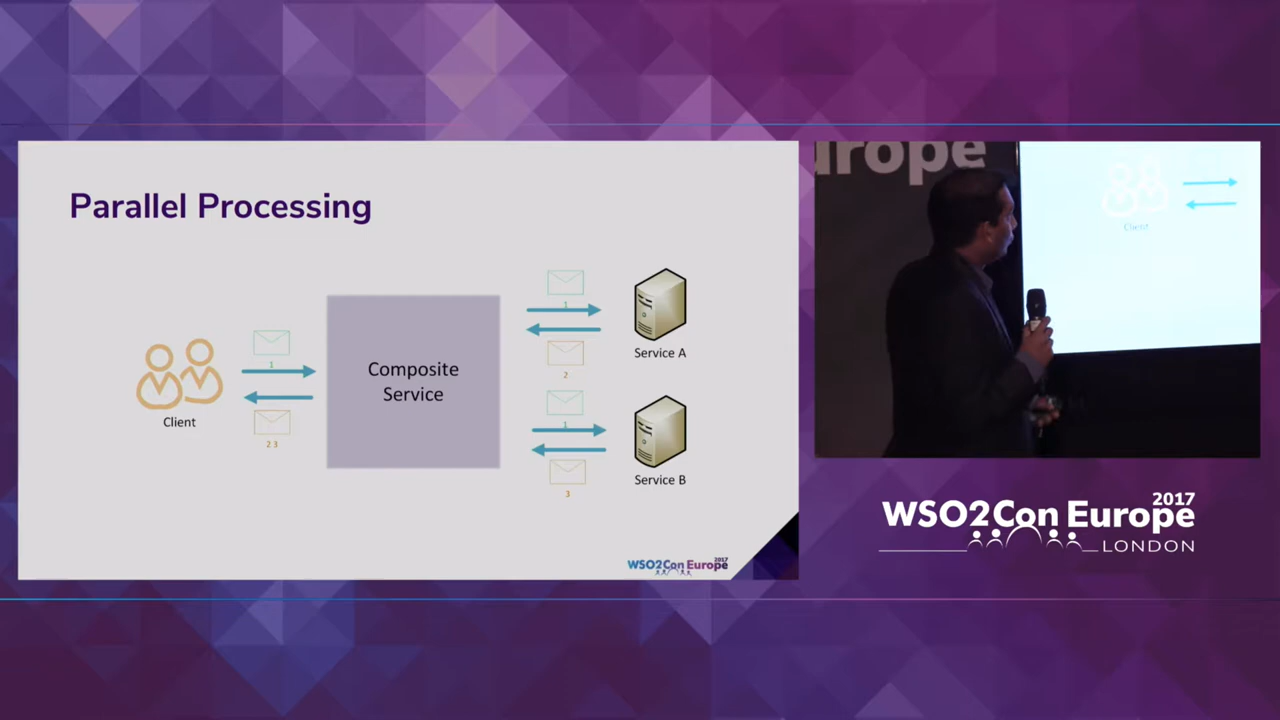 Parallel Processing
Client
1
2 3
Composite
Service
1
2
Service A
1
3
Service B
WSO2Con Europe 2017
urope
Client
WSO2Con Europe 2017
LONDON